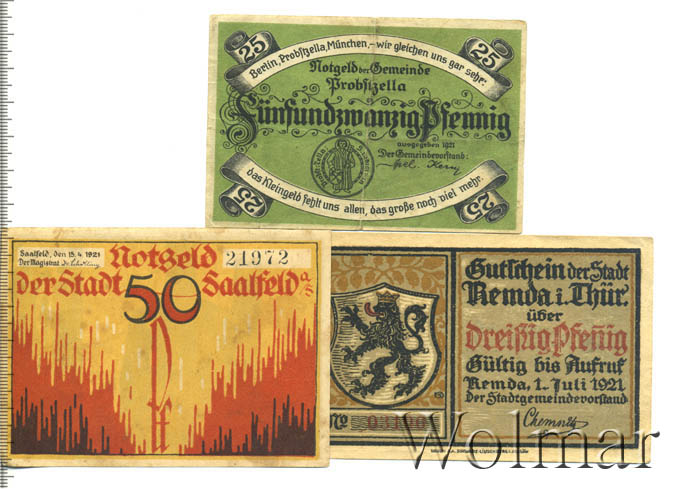 25
25
Berlin, Probstzella, München,- wir gleichen uns gar sehr:
Notgeld der Gemeinde
Probstzella
Fünfundzwanzig Pfennig
ausgegeben 1921
Der Gemeindevorstand:
das Kleingeld fehlt uns allen, das große noch viel mehr.
25
25
Saalfeld, den 15.4.1921
Der Magistrat
Notgeld
21972
der Stadt 50 Saalfeld a/S
Pf
Gutschein der Stadt
Remda i. Thür.
über
Dreißig Pfennig
Gültig bis Aufruf
Remda, 1. Juli 1921
Der Stadtgemeindevorstand
Chemnitz
No 03100
Wolmar